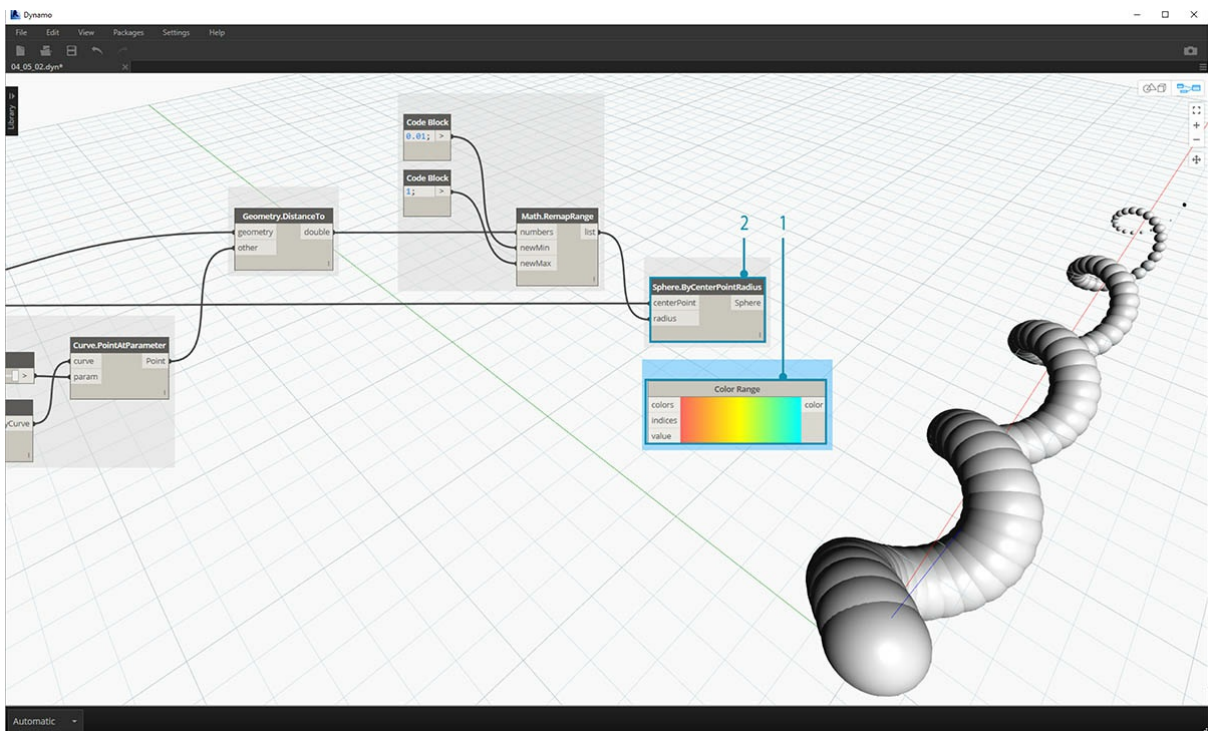 Dynamo
File Edit View Packages Settings Help
04_05_02.dyn*
Library
Code Block
0.01; >
Code Block
1; >
Geometry.DistanceTo
geometry double
other
Math.RemapRange
numbers list
newMin
newMax
2 1
Sphere.ByCenterPointRadius
centerPoint Sphere
radius
Curve.PointAtParameter
curve Point
param
>
yCurve
Color Range
colors color
indices
value
Automatic